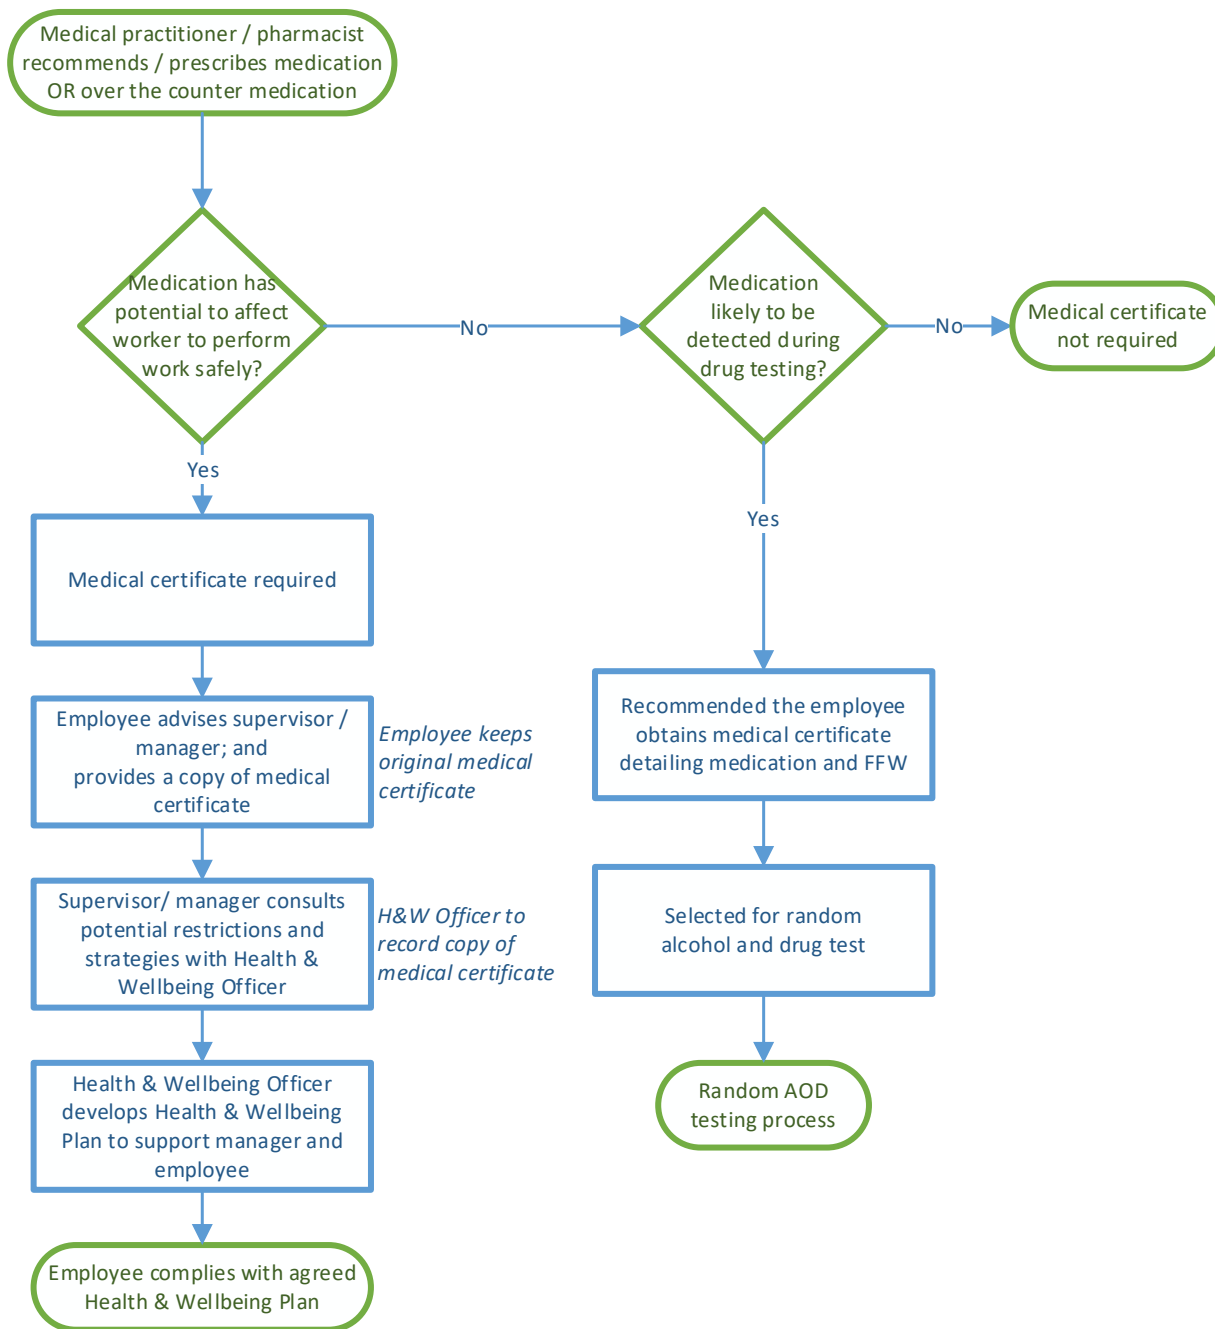 Medical practitioner / pharmacist
recommends / prescribes medication
OR over the counter medication
Medication has
potential to affect
worker to perform
work safely?
No
Medication
likely to be
detected during
drug testing?
No
Medical certificate
not required
Yes
Yes
Medical certificate required
Employee advises supervisor /
manager; and
provides a copy of medical
certificate
Employee keeps
original medical
certificate
Recommended the employee
obtains medical certificate
detailing medication and FFW
Supervisor/ manager consults
potential restrictions and
strategies with Health &
Wellbeing Officer
H&W Officer to
record copy of
medical certificate
Selected for random
alcohol and drug test
Health & Wellbeing Officer
develops Health & Wellbeing
Plan to support manager and
employee
Random AOD
testing process
Employee complies with agreed
Health & Wellbeing Plan